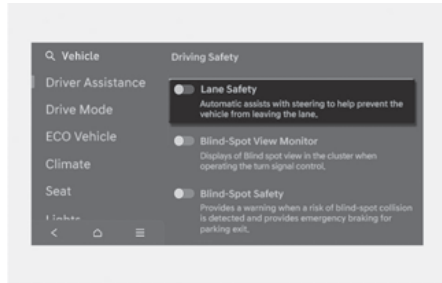 Vehicle
Driver Assistance
Drive Mode
ECO Vehicle
Climate
Seat
Lights
Driving Safety
Lane Safety
Automatic assists with steering to help prevent the
vehicle from leaving the lane.
Blind-Spot View Monitor
Displays of Blind spot view in the cluster when
operating the turn signal control.
Blind-Spot Safety
Provides a warning when a risk of blind-spot collision
is detected and provides emergency braking for
parking exit.